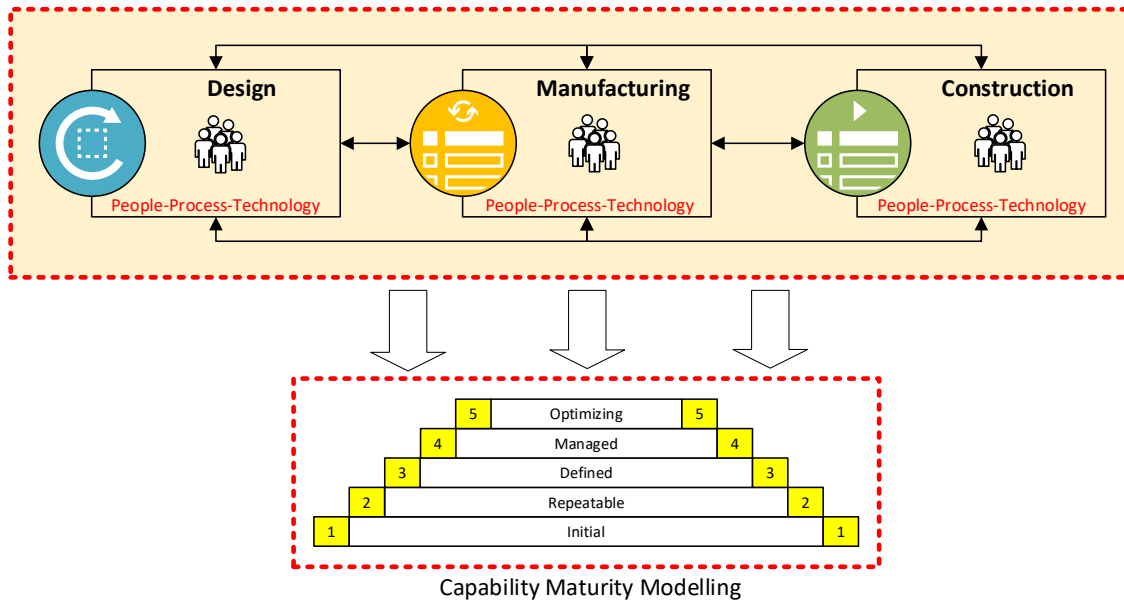 Design
Manufacturing
Construction
People-Process-Technology
People-Process-Technology
People-Process-Technology
5 Optimizing 5
4 Managed 4
3 Defined 3
2 Repeatable 2
1 Initial 1
Capability Maturity Modelling